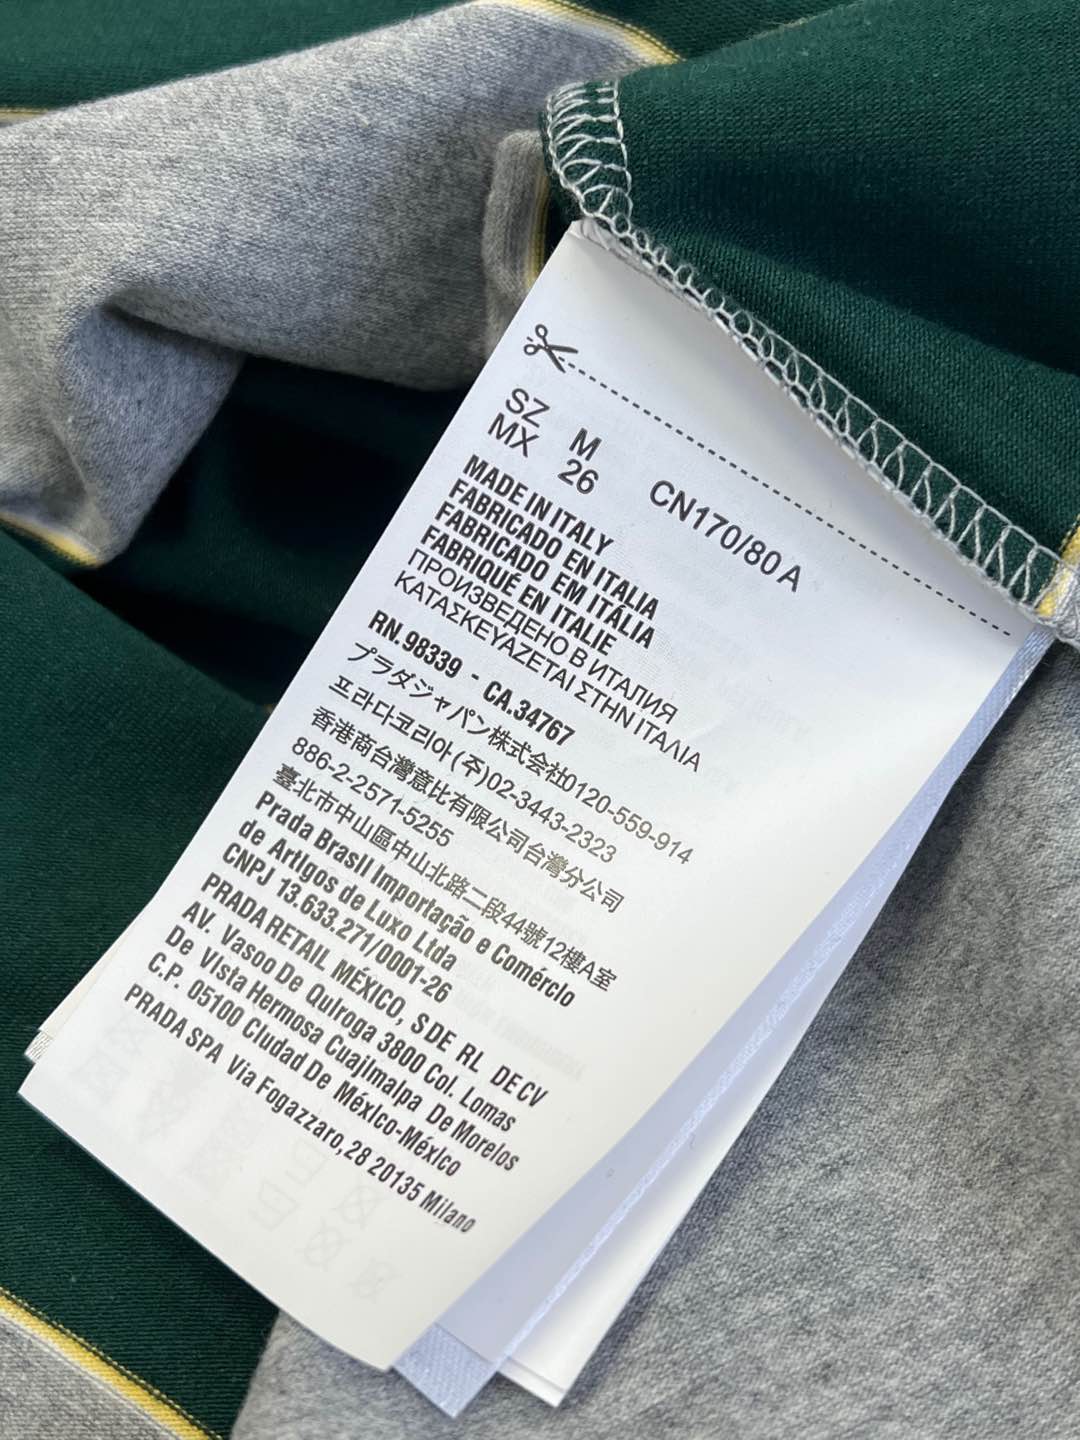 SZ M CN170/80 A
MX 26
MADE IN ITALY
FABRICADO EN ITALIA
FABRICADO EM ITÁLIA
FABRIQUÉ EN ITALIE
ПРОИЗВЕДЕНО В ИТАЛИЯ
ΚΑΤΑΣΚΕΥΑΖΕΤΑΙ ΣΤΗΝ ΙΤΑΛΙΑ
RN.98339 - CA.34767
プラダジャパン株式会社0120-559-914
프라다코리아(주)02-3443-2323
香港商台灣意比有限公司台灣分公司
886-2-2571-5255
臺北市中山區中山北路二段44號12樓A室
Prada Brasil Importação e Comércio
de Artigos de Luxo Ltda
CNPJ 13.633.271/0001-26
PRADA RETAIL MÉXICO, S DE RL DE CV
AV. Vasoo De Quiroga 3800 Col. Lomas
De Vista Hermosa Cuajimalpa De Morelos
C.P. 05100 Ciudad De México-México
PRADA SPA Via Fogazzaro,28 20135 Milano